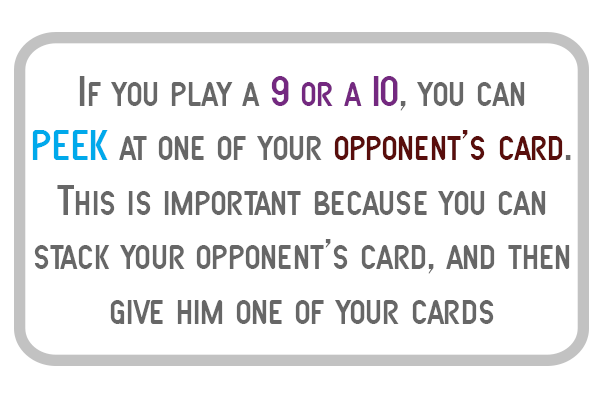 If you play a 9 or a 10, you can
PEEK at one of your opponent's card.
This is important because you can
stack your opponent's card, and then
give him one of your cards